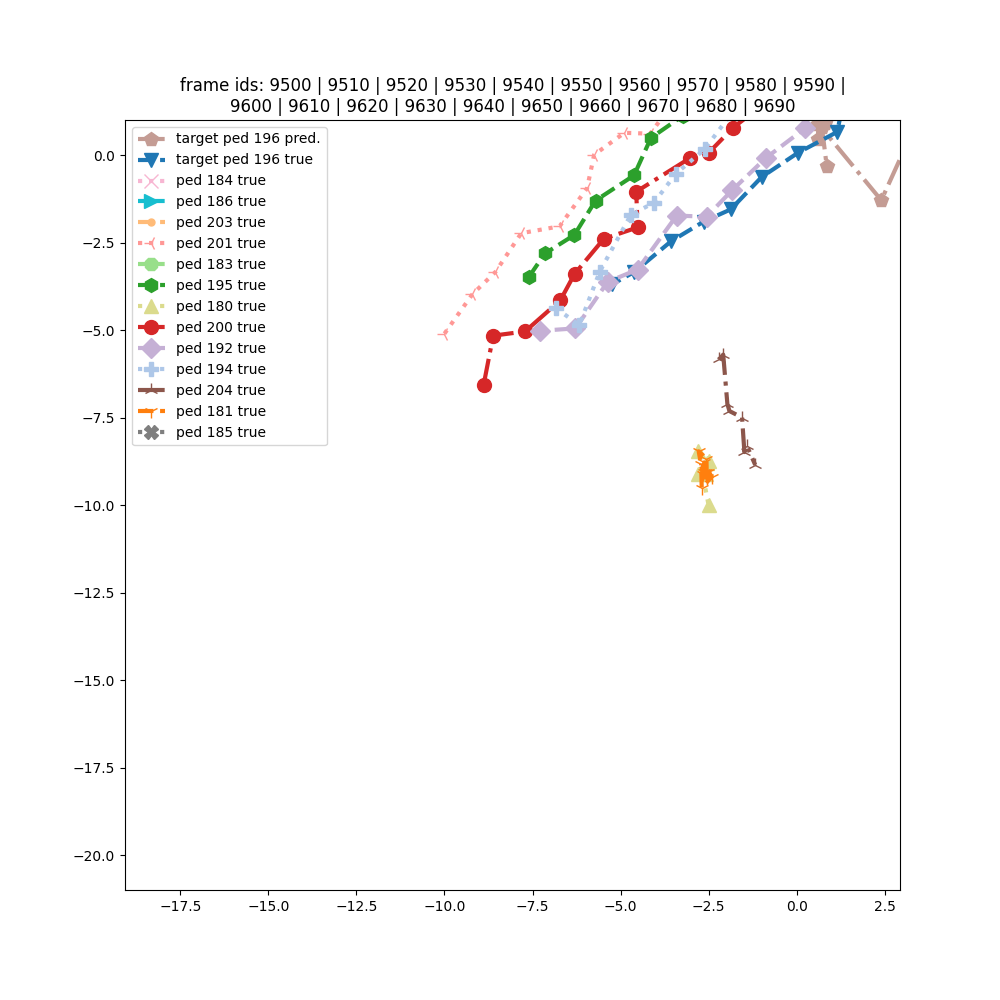 frame ids: 9500 | 9510 | 9520 | 9530 | 9540 | 9550 | 9560 | 9570 | 9580 | 9590 |
9600 | 9610 | 9620 | 9630 | 9640 | 9650 | 9660 | 9670 | 9680 | 9690
target ped 196 pred.
target ped 196 true
ped 184 true
ped 186 true
ped 203 true
ped 201 true
ped 183 true
ped 195 true
ped 180 true
ped 200 true
ped 192 true
ped 194 true
ped 204 true
ped 181 true
ped 185 true
0.0
−2.5
−5.0
−7.5
−10.0
−12.5
−15.0
−17.5
−20.0
−17.5
−15.0
−12.5
−10.0
−7.5
−5.0
−2.5
0.0
2.5